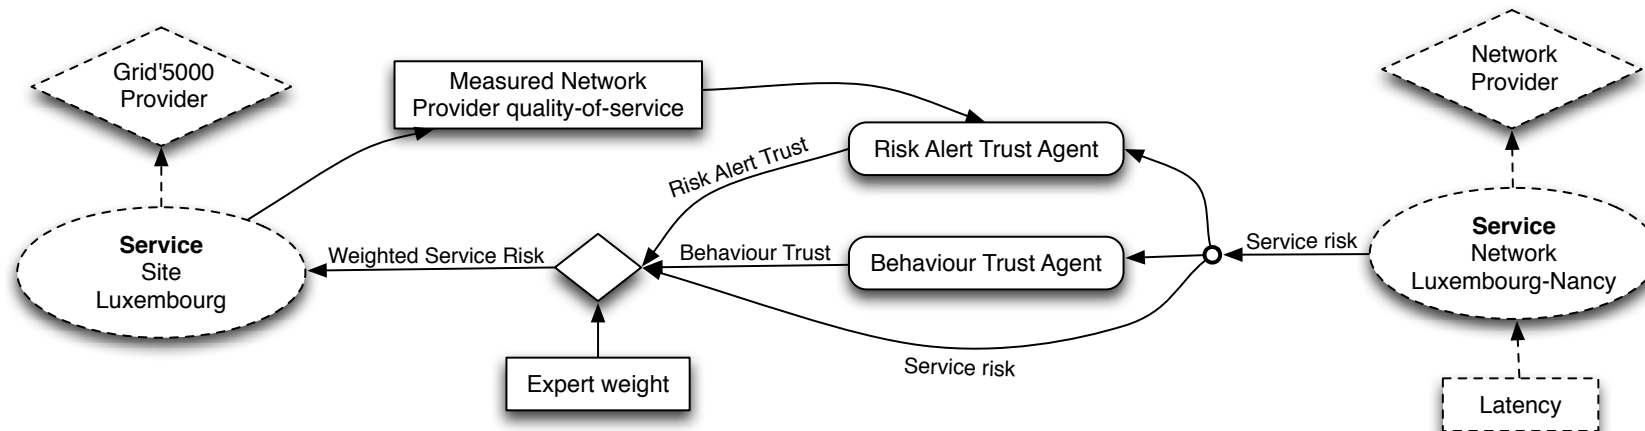 Grid'5000
Provider
Measured Network
Provider quality-of-service
Network
Provider
Risk Alert Trust
Risk Alert Trust Agent
Service
Site
Luxembourg
Weighted Service Risk
Behaviour Trust
Behaviour Trust Agent
Service risk
Service
Network
Luxembourg-Nancy
Service risk
Expert weight
Latency